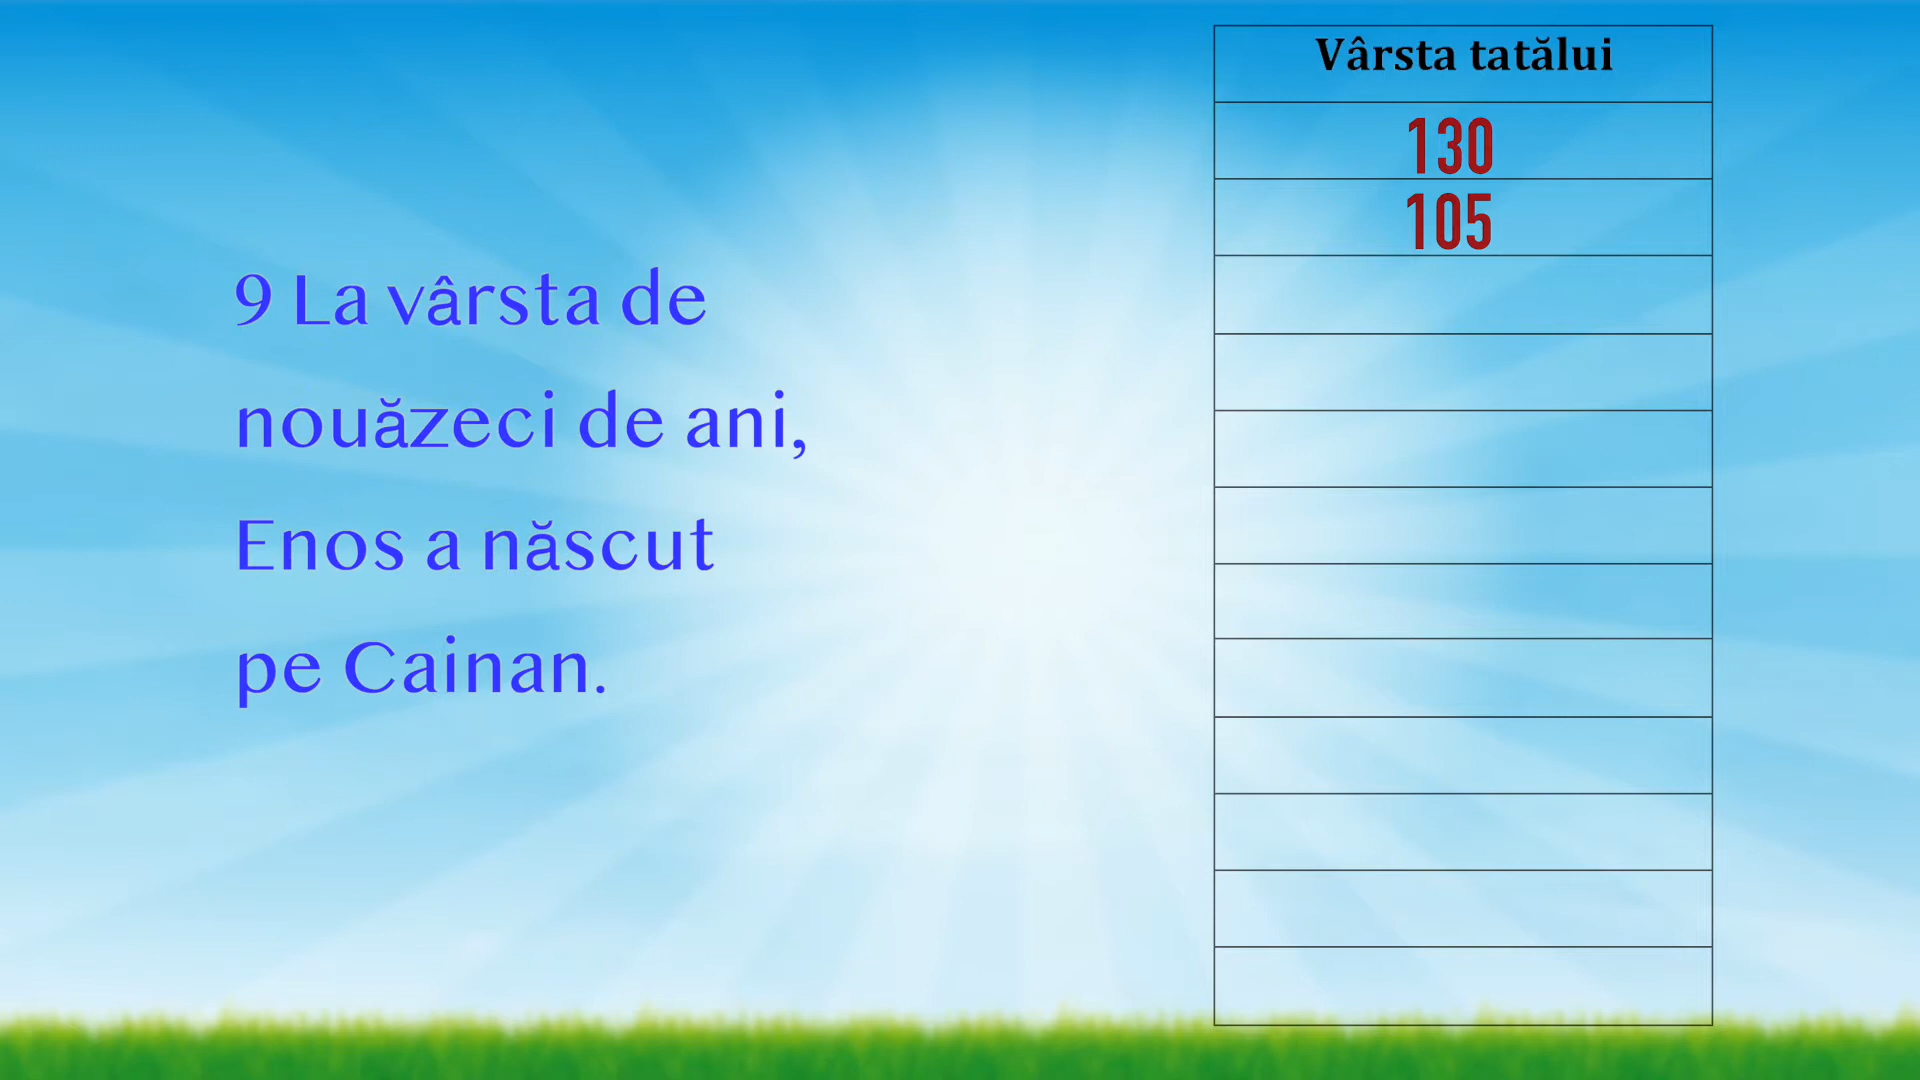 9 La vârsta de
nouăzeci de ani,
Enos a născut
pe Cainan.
Vârsta tatălui
130
105